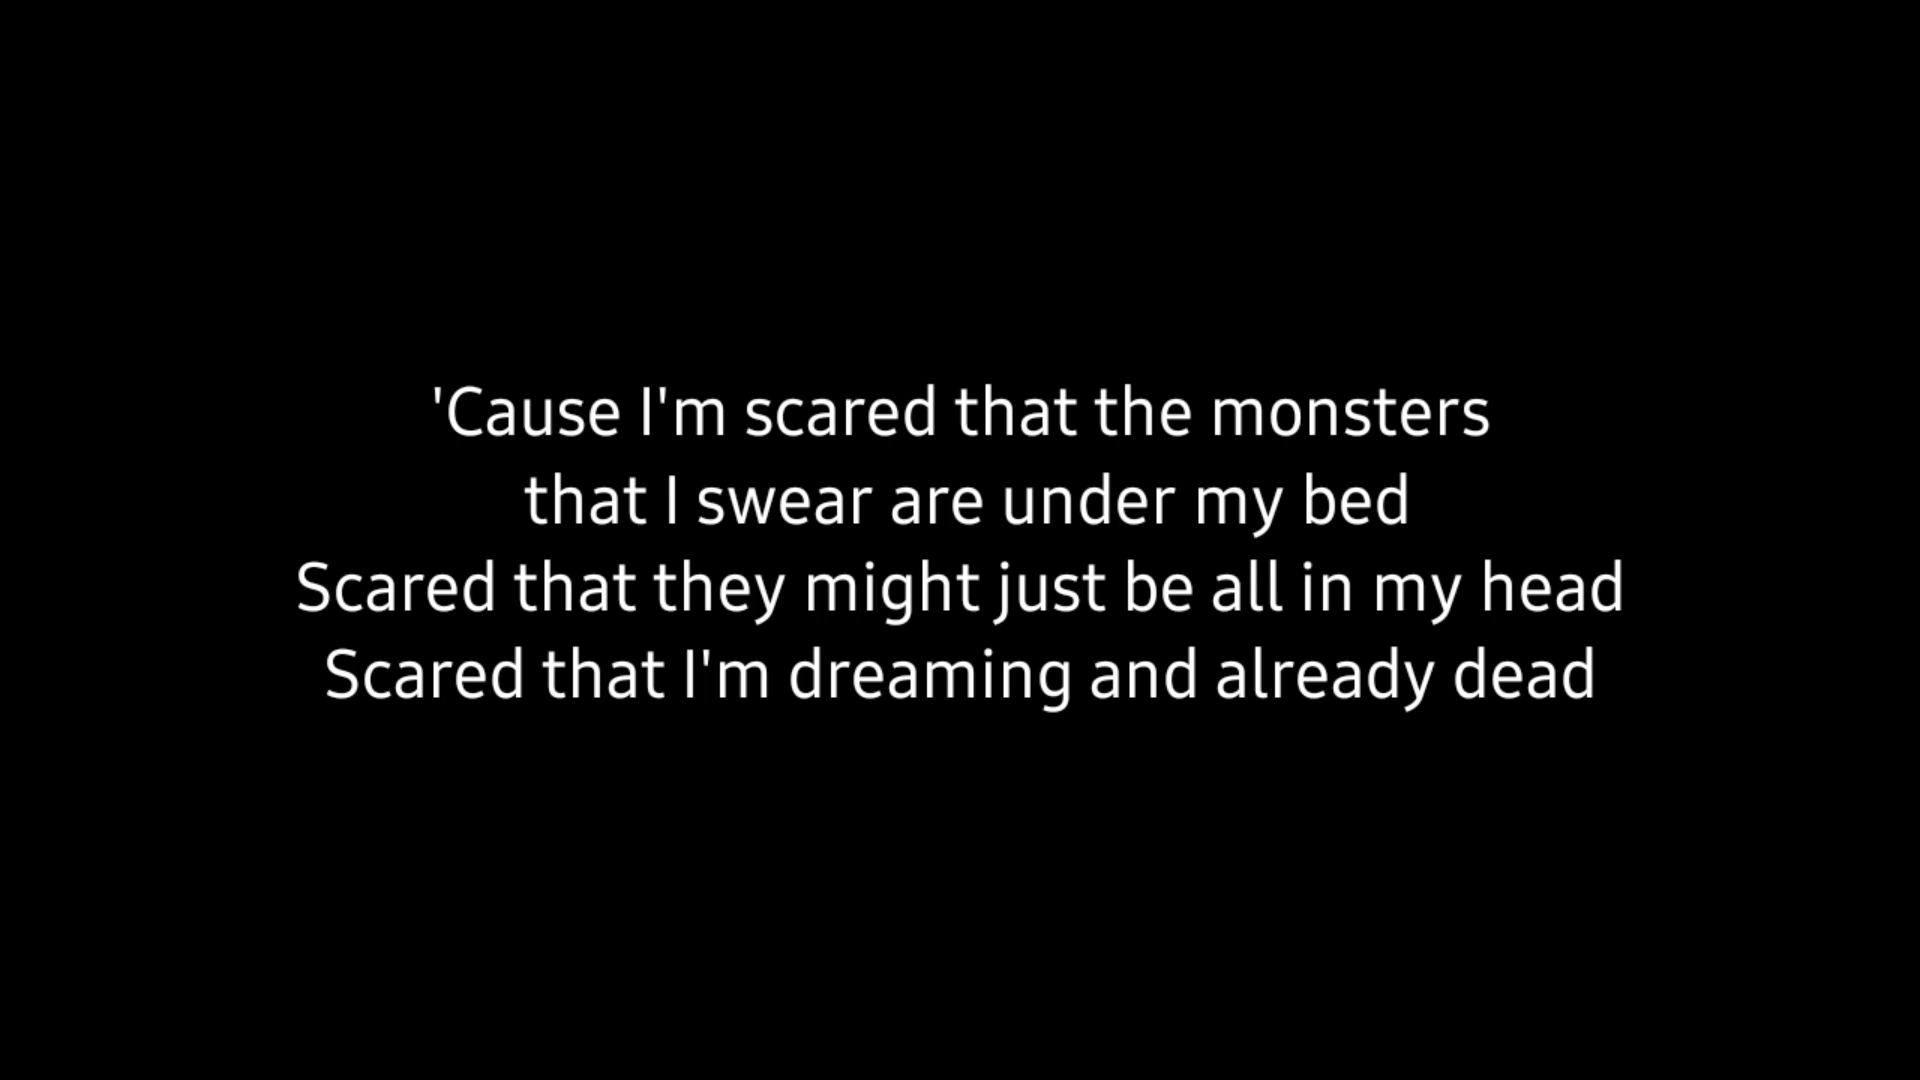 'Cause I'm scared that the monsters
that I swear are under my bed
Scared that they might just be all in my head
Scared that I'm dreaming and already dead